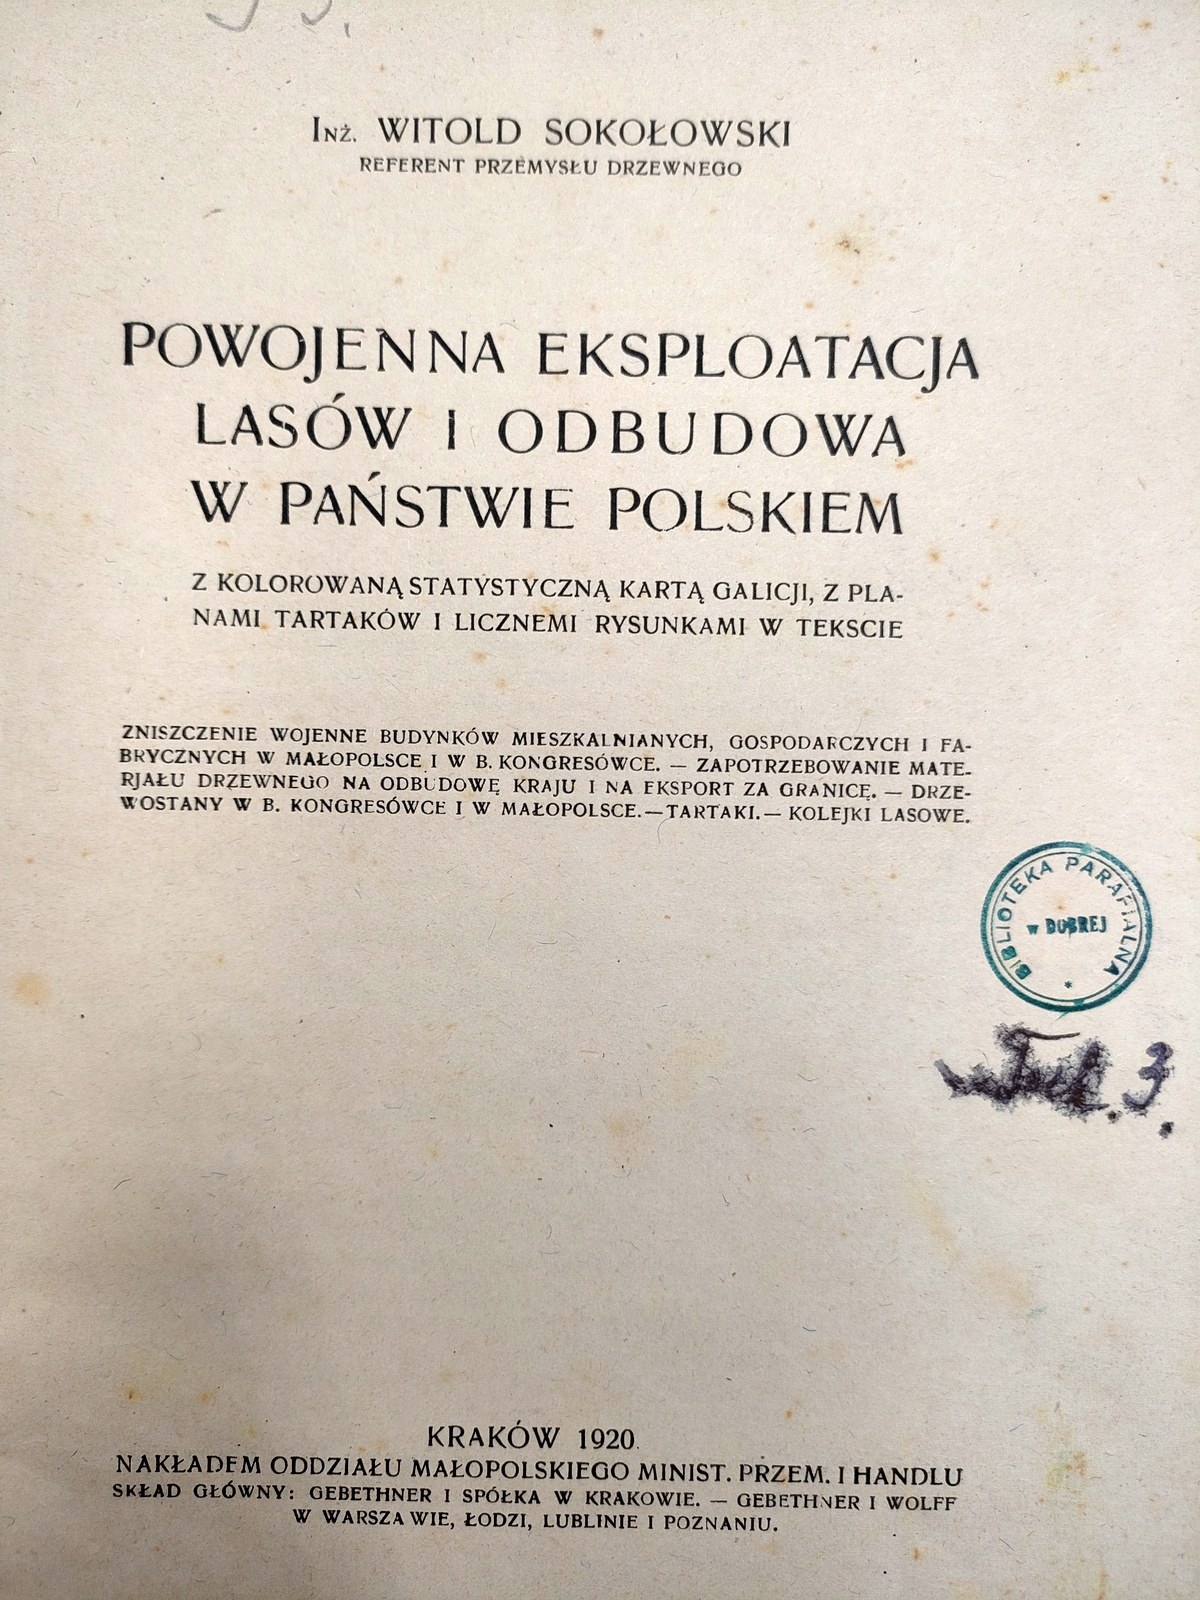 Inż. WITOLD SOKOŁOWSKI
REFERENT PRZEMYSŁU DRZEWNEGO
POWOJENNA EKSPLOATACJA
LASÓW I ODBUDOWA
W PAŃSTWIE POLSKIEM
Z KOLOROWANĄ STATYSTYCZNĄ KARTĄ GALICJI, Z PLA-
NAMI TARTAKÓW I LICZNEMI RYSUNKAMI W TEKSCIE
ZNISZCZENIE WOJENNE BUDYNKÓW MIESZKALNIANYCH, GOSPODARCZYCH I FA-
BRYCZNYCH W MAŁOPOLSCE I W B. KONGRESÓWCE. — ZAPOTRZEBOWANIE MATE-
RJAŁU DRZEWNEGO NA ODBUDOWĘ KRAJU I NA EKSPORT ZA GRANICĘ. — DRZE-
WOSTANY W B. KONGRESÓWCE I W MAŁOPOLSCE. — TARTAKI. — KOLEJKI LASOWE.
BIBLIOTEKA PARAFIALNA
w DOBREJ
3.
KRAKÓW 1920.
NAKŁADEM ODDZIAŁU MAŁOPOLSKIEGO MINIST. PRZEM. I HANDLU
SKŁAD GŁÓWNY: GEBETHNER I SPÓŁKA W KRAKOWIE. — GEBETHNER I WOLFF
W WARSZAWIE, ŁODZI, LUBLINIE I POZNANIU.